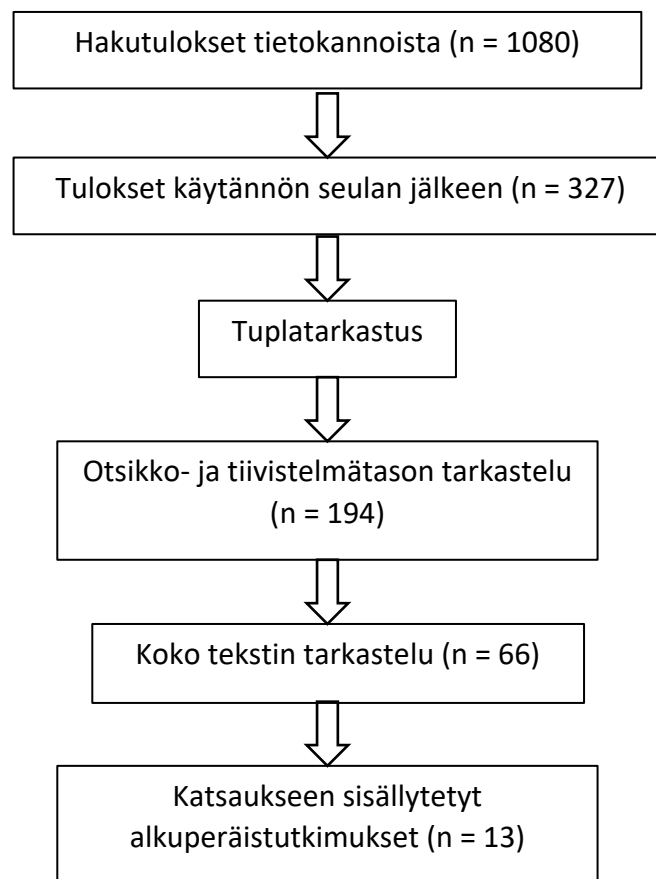 Hakutulokset tietokannoista (n = 1080)
Tulokset käytännön seulan jälkeen (n = 327)
Tuplatarkastus
Otsikko- ja tiivistelmätason tarkastelu
(n = 194)
Koko tekstin tarkastelu (n = 66)
Katsaukseen sisällytetyt
alkuperäistutkimukset (n = 13)